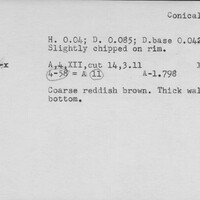 Conical
H. 0.04; D. 0.085; D.base 0.042
Slightly chipped on rim.
-x A,4,XII,cut 14,3.11 3
4-58 = A 11 A-1.798
Coarse reddish brown. Thick wal
bottom.